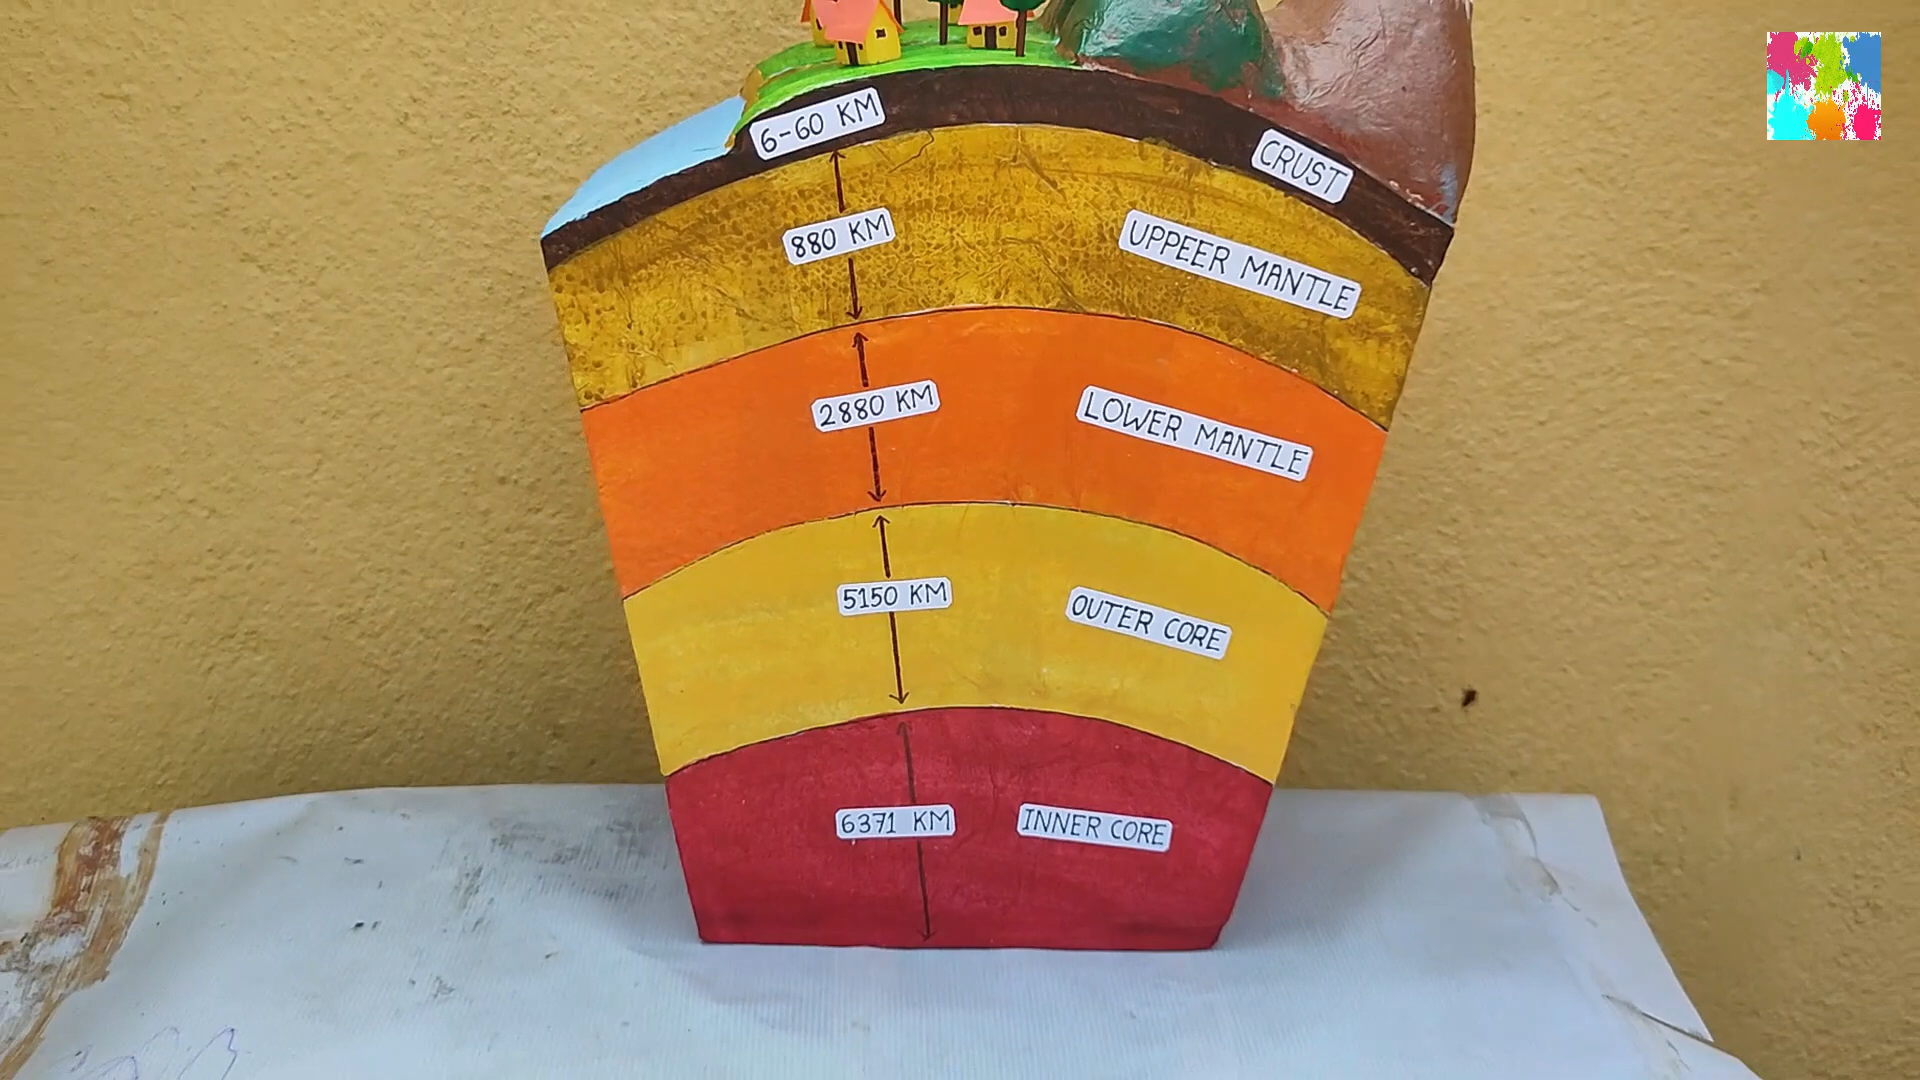 6-60 KM
CRUST
880 KM
UPPEER MANTLE
2880 KM
LOWER MANTLE
5150 KM
OUTER CORE
6371 KM
INNER CORE